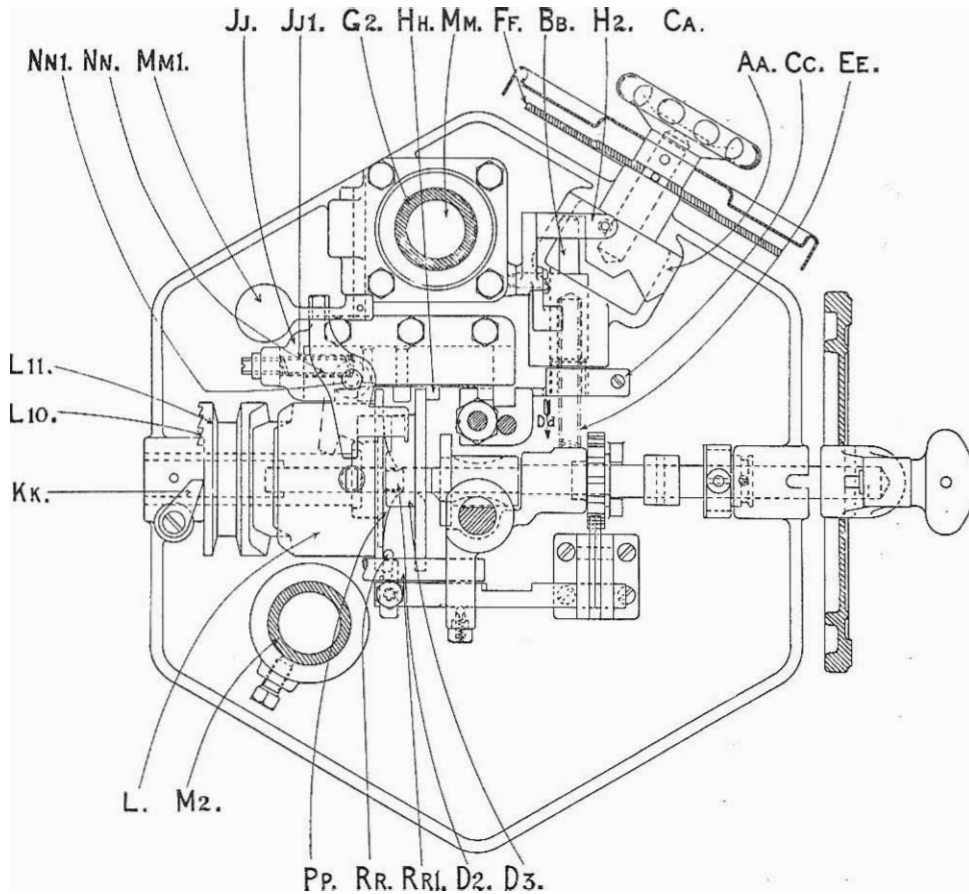 JJ. JJ1. G2. HH. MM. FF. BB. H2. CA.
NN1. NN. MM1.
AA. CC. EE.
L11.
Dd
L10.
KK.
L. M2.
PP. RR. RR1. D2. D3.